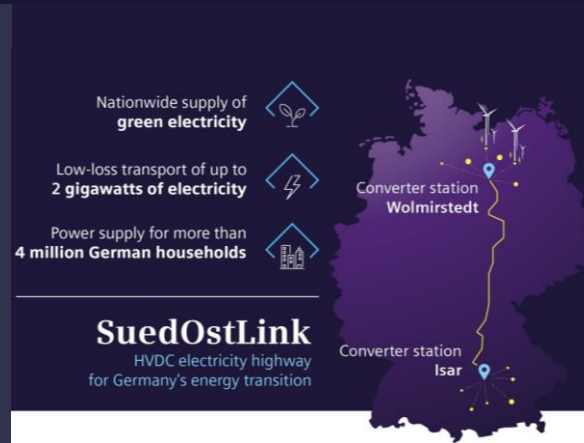 Nationwide supply of
green electricity
Low-loss transport of up to
2 gigawatts of electricity
Power supply for more than
4 million German households
SuedOstLink
HVDC electricity highway
for Germany's energy transition
Converter station
Wolmirstedt
Converter station
Isar